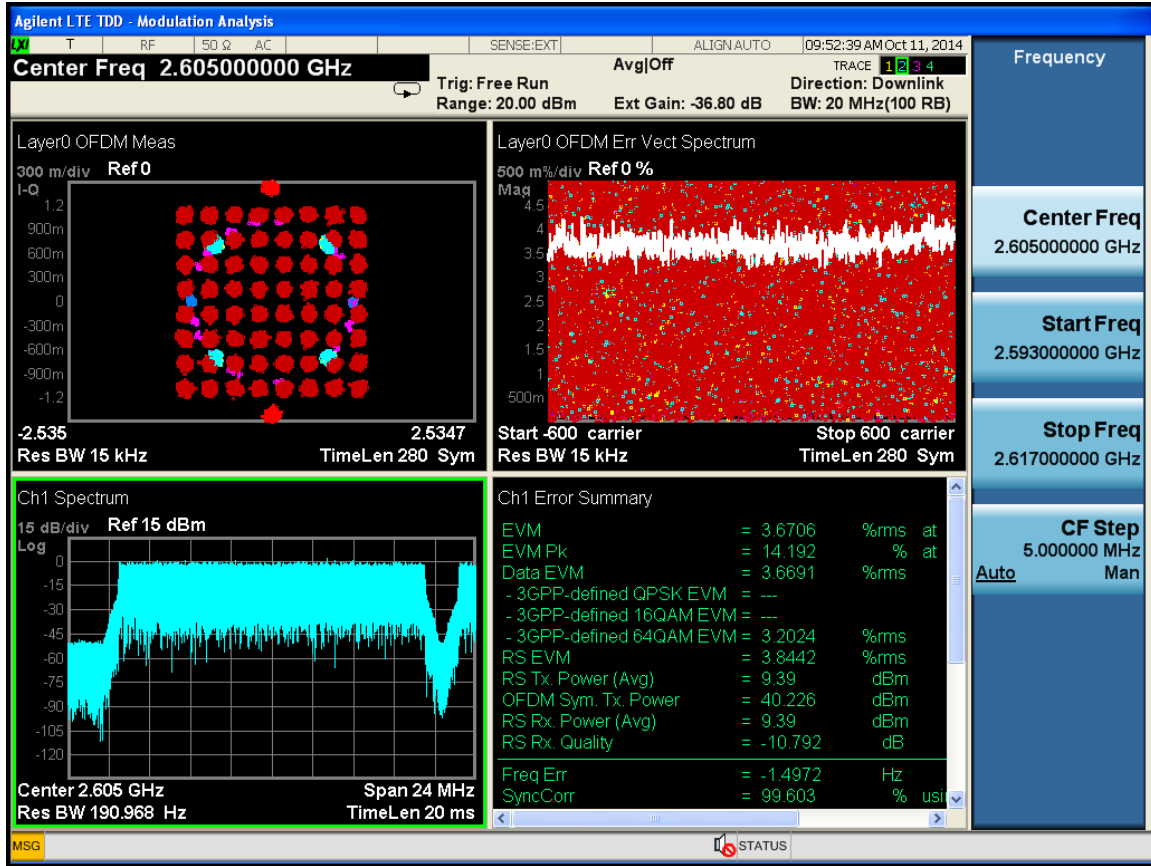 Agilent LTE TDD - Modulation Analysis
LXI T RF 50 Ω AC SENSE:EXT ALIGN AUTO 09:52:39 AM Oct 11, 2014
Center Freq 2.605000000 GHz
Trig: Free Run
Range: 20.00 dBm
Avg|Off
Ext Gain: -36.80 dB
TRACE 1 2 3 4
Direction: Downlink
BW: 20 MHz(100 RB)
Layer0 OFDM Meas
300 m/div Ref 0
I-Q
1.2
900m
600m
300m
0
-300m
-600m
-900m
-1.2
-2.535 2.5347
Res BW 15 kHz TimeLen 280 Sym
Layer0 OFDM Err Vect Spectrum
500 m%/div Ref 0 %
Mag
4.5
4
3.5
3
2.5
2
1.5
1
500m
Start -600 carrier Stop 600 carrier
Res BW 15 kHz TimeLen 280 Sym
Ch1 Spectrum
15 dB/div Ref 15 dBm
Log
0
-15
-30
-45
-60
-75
-90
-105
-120
Center 2.605 GHz Span 24 MHz
Res BW 190.968 Hz TimeLen 20 ms
Ch1 Error Summary
EVM = 3.6706 %rms at
EVM Pk = 14.192 % at
Data EVM = 3.6691 %rms
- 3GPP-defined QPSK EVM = ---
- 3GPP-defined 16QAM EVM = ---
- 3GPP-defined 64QAM EVM = 3.2024 %rms
RS EVM = 3.8442 %rms
RS Tx. Power (Avg) = 9.39 dBm
OFDM Sym. Tx. Power = 40.226 dBm
RS Rx. Power (Avg) = 9.39 dBm
RS Rx. Quality = -10.792 dB
Freq Err = -1.4972 Hz
SyncCorr = 99.603 % usi
Frequency
Center Freq
2.605000000 GHz
Start Freq
2.593000000 GHz
Stop Freq
2.617000000 GHz
CF Step
5.000000 MHz
Auto Man
MSG STATUS